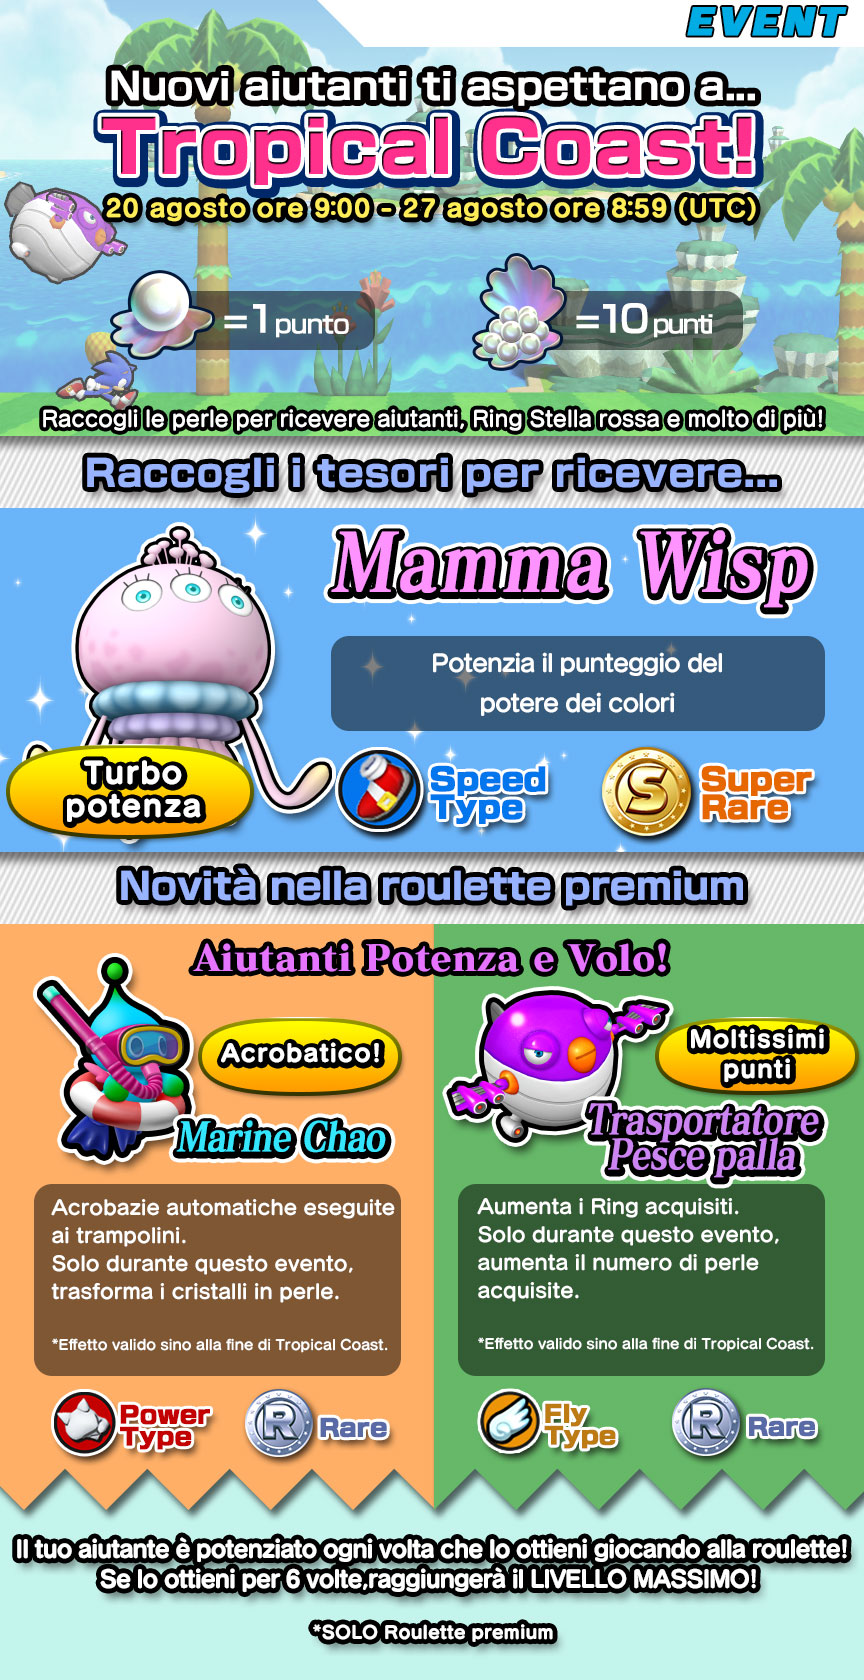 EVENT
Nuovi aiutanti ti aspettano a...
Tropical Coast!
20 agosto ore 9:00 - 27 agosto ore 8:59 (UTC)
=1 punto
=10 punti
Raccogli le perle per ricevere aiutanti, Ring Stella rossa e molto di più!
Raccogli i tesori per ricevere...
Mamma Wisp
Potenzia il punteggio del
potere dei colori
Turbo
potenza
Speed
Type
S
Super
Rare
Novità nella roulette premium
Aiutanti Potenza e Volo!
Acrobatico!
Marine Chao
Acrobazie automatiche eseguite
ai trampolini.
Solo durante questo evento,
trasforma i cristalli in perle.
*Effetto valido sino alla fine di Tropical Coast.
Power
Type
R
Rare
Moltissimi
punti
Trasportatore
Pesce palla
Aumenta i Ring acquisiti.
Solo durante questo evento,
aumenta il numero di perle
acquisite.
*Effetto valido sino alla fine di Tropical Coast.
Fly
Type
R
Rare
Il tuo aiutante è potenziato ogni volta che lo ottieni giocando alla roulette!
Se lo ottieni per 6 volte,raggiungerà il LIVELLO MASSIMO!
*SOLO Roulette premium